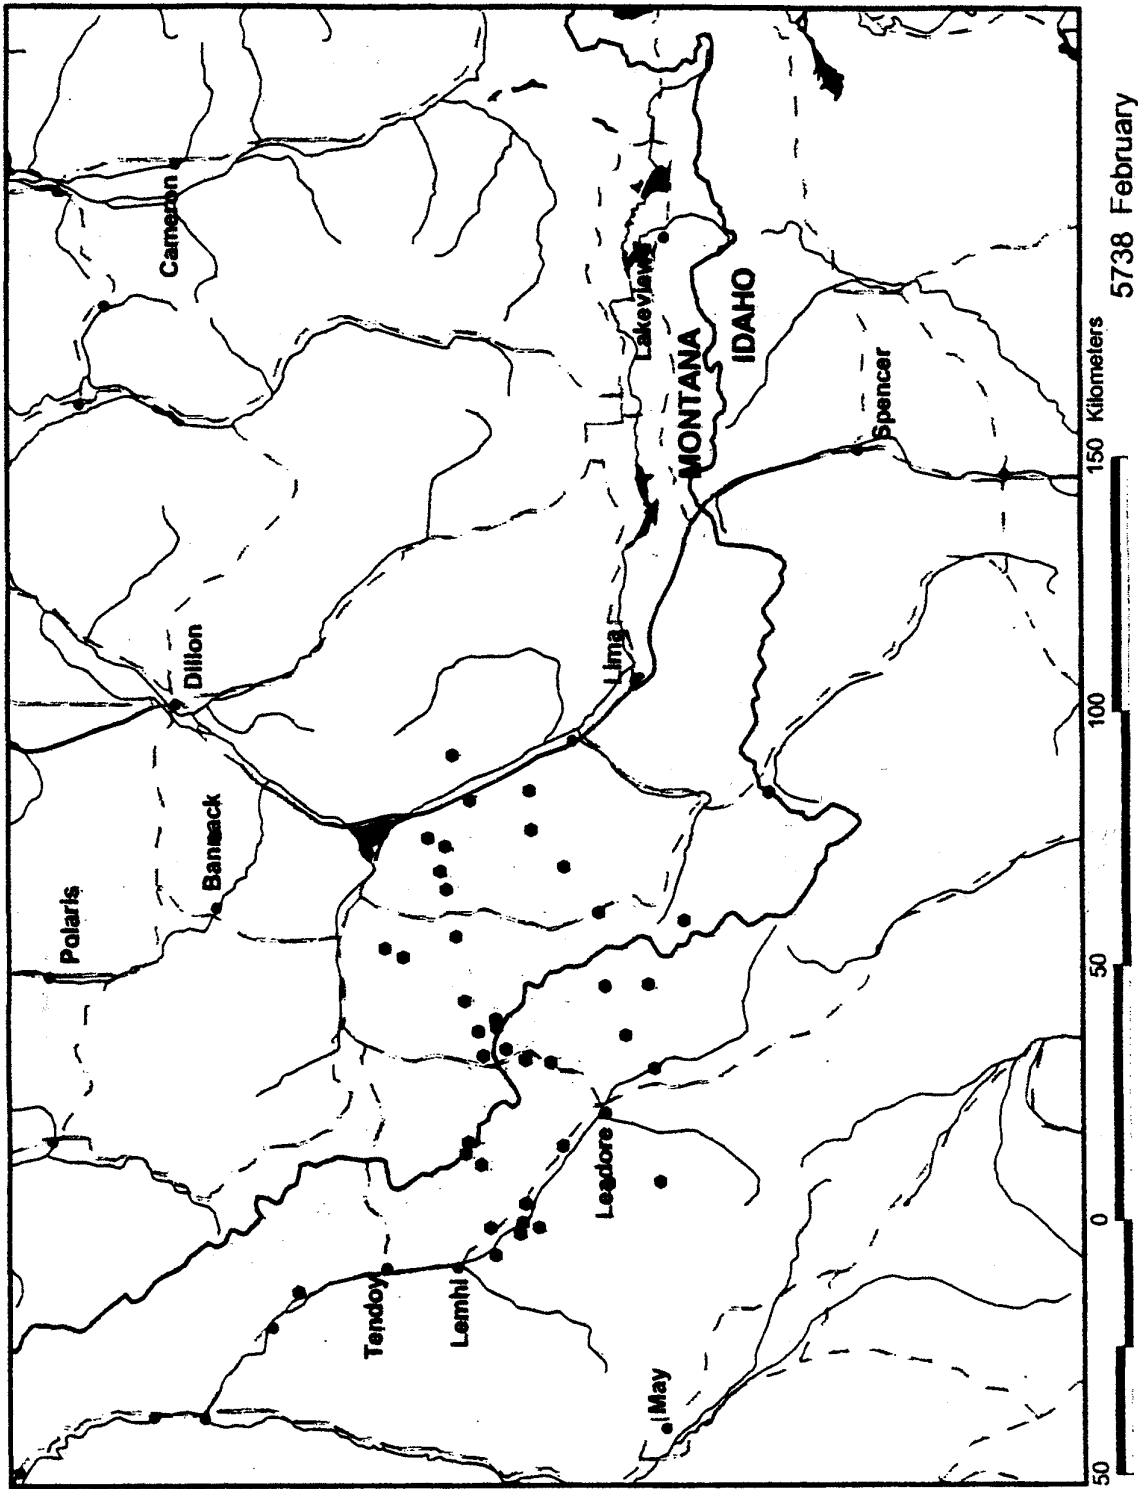 Polaris
Bannack
Dillon
Cameron
Tendoy
Lemhi
Leadore
May
Lima
Lakeview
MONTANA
IDAHO
Spencer
50
0
50
100
150 Kilometers
5738 February